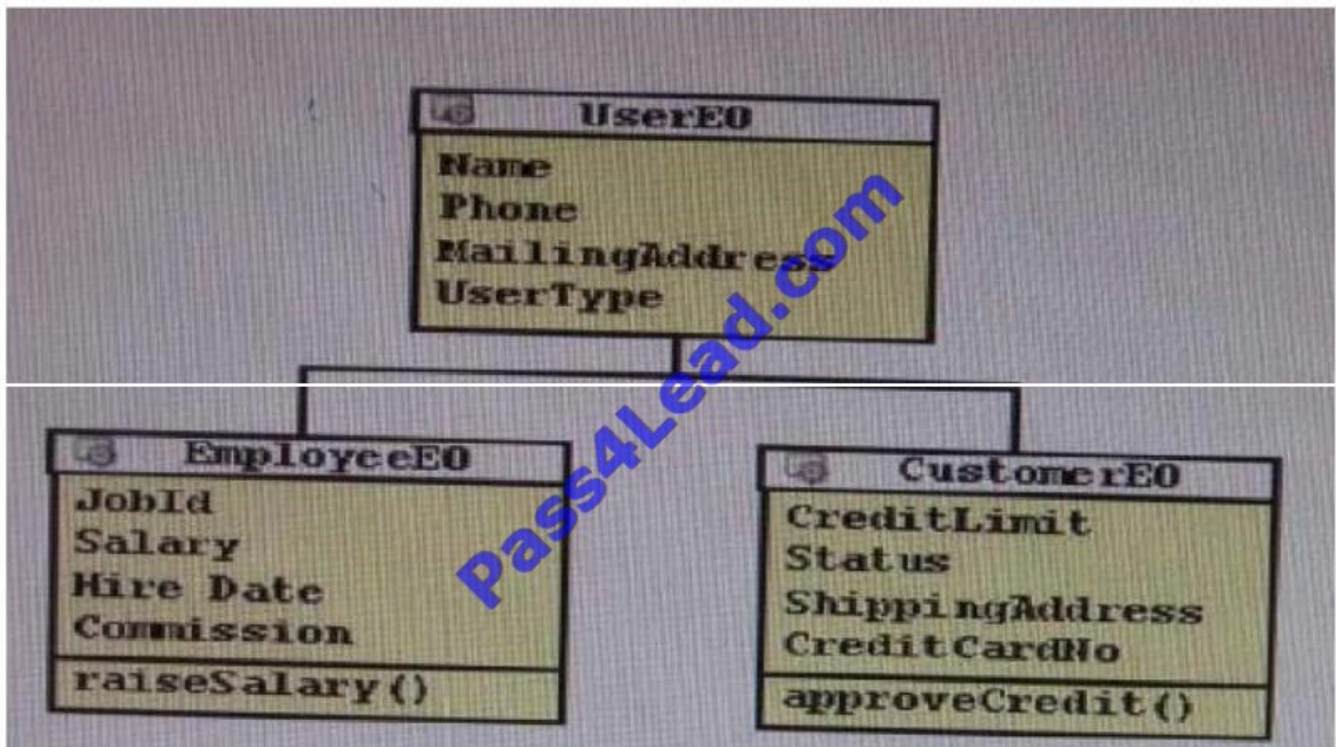 UserEO
Name
Phone
MailingAddress
UserType
EmployeeEO
JobId
Salary
Hire Date
Commission
raiseSalary()
CustomerEO
CreditLimit
Status
ShippingAddress
CreditCardNo
approveCredit()
Pass4Lead.com